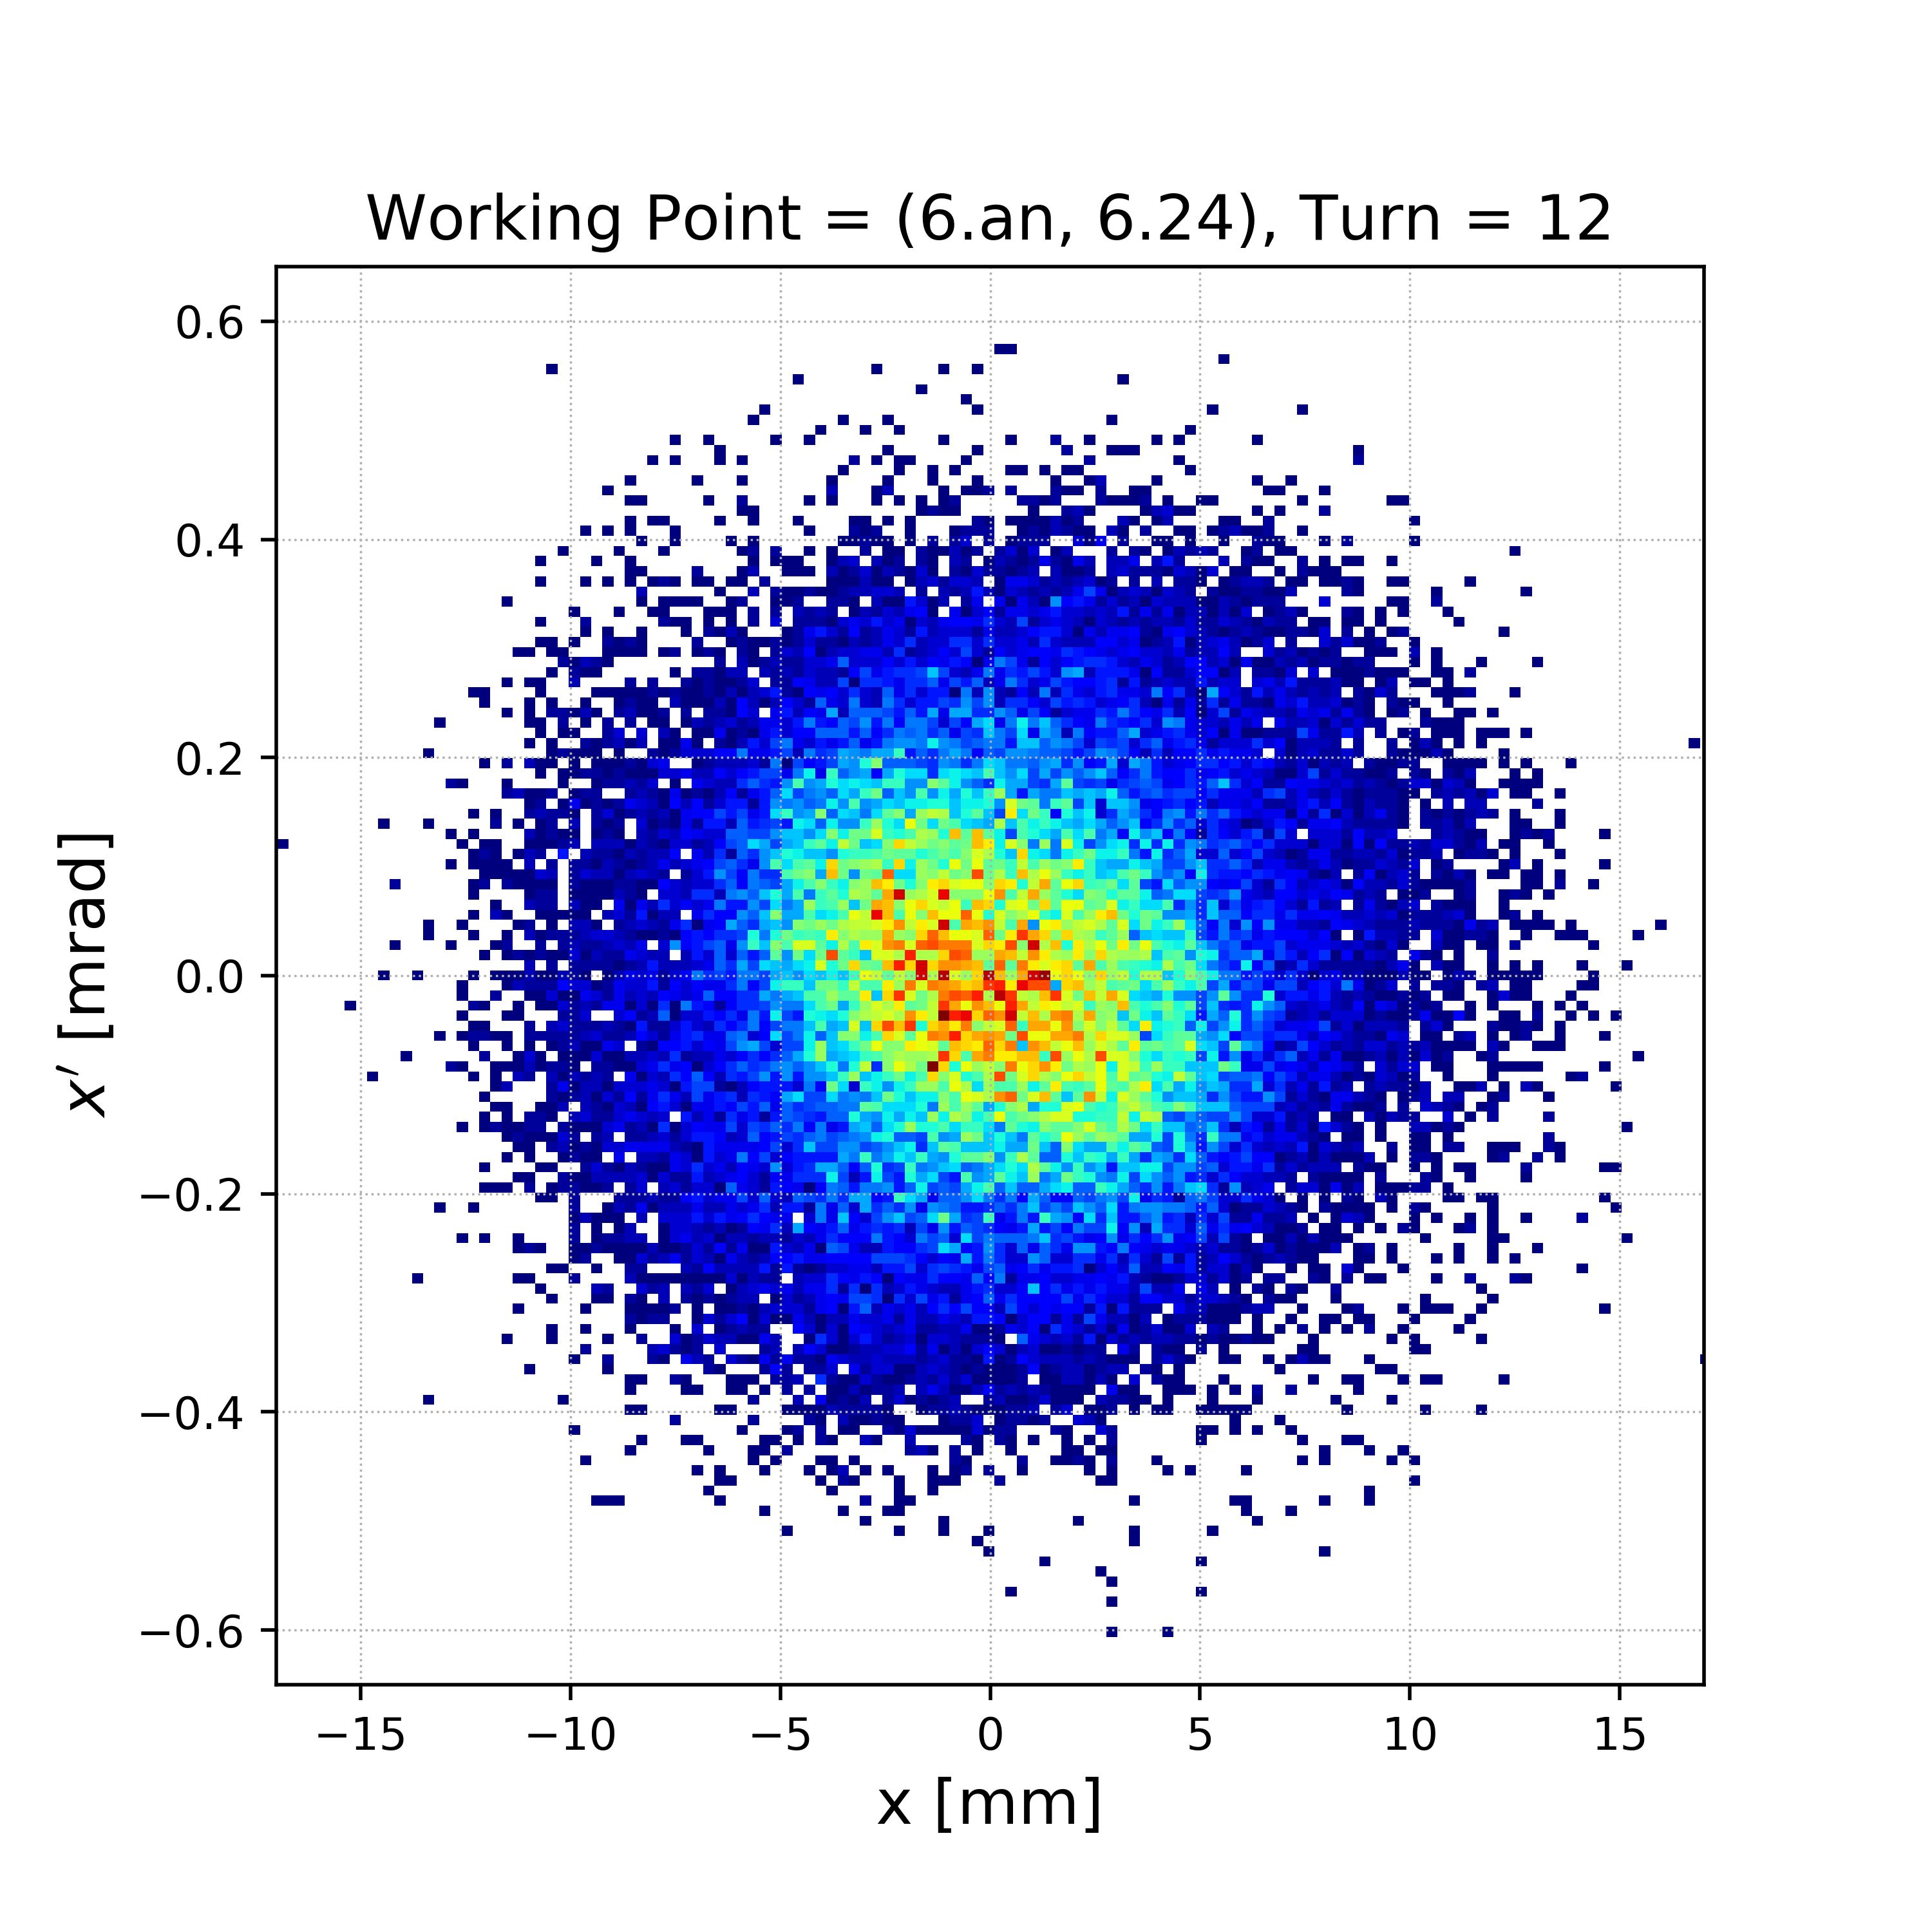 Working Point = (6.an, 6.24), Turn = 12
0.6
0.4
0.2
0.0
−0.2
−0.4
−0.6
x′ [mrad]
−15 −10 −5 0 5 10 15
x [mm]